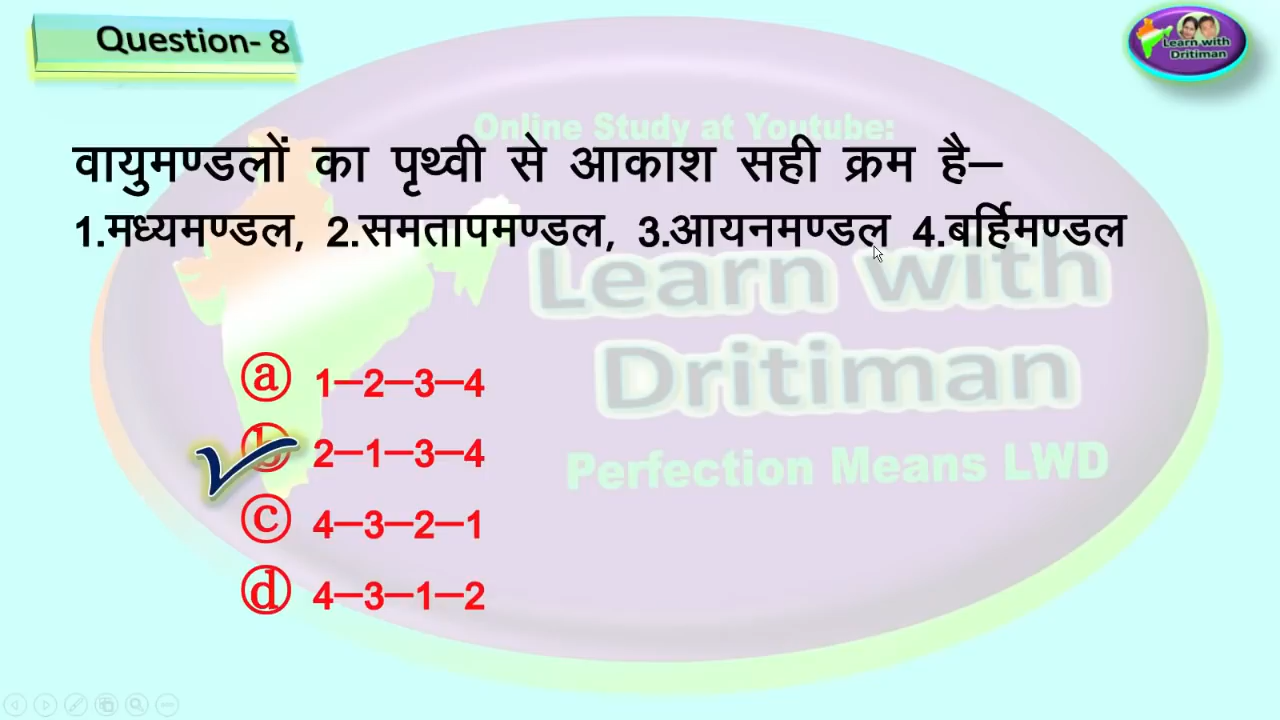 Question- 8
Learn with
Dritiman
Online Study at Youtube:
वायुमण्डलों का पृथ्वी से आकाश सही क्रम है–
1.मध्यमण्डल, 2.समतापमण्डल, 3.आयनमण्डल 4.बर्हिमण्डल
Learn with
Dritiman
ⓐ 1–2–3–4
ⓑ 2–1–3–4
Perfection Means LWD
ⓒ 4–3–2–1
ⓓ 4–3–1–2